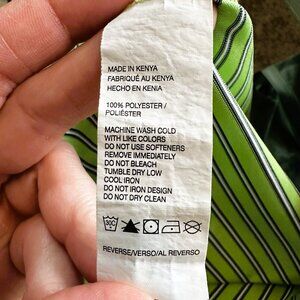 MADE IN KENYA
FABRIQUÉ AU KENYA
HECHO EN KENIA
100% POLYESTER /
POLIÉSTER
MACHINE WASH COLD
WITH LIKE COLORS
DO NOT USE SOFTENERS
REMOVE IMMEDIATELY
DO NOT BLEACH
TUMBLE DRY LOW
COOL IRON
DO NOT IRON DESIGN
DO NOT DRY CLEAN
REVERSE/VERSO/AL REVERSO